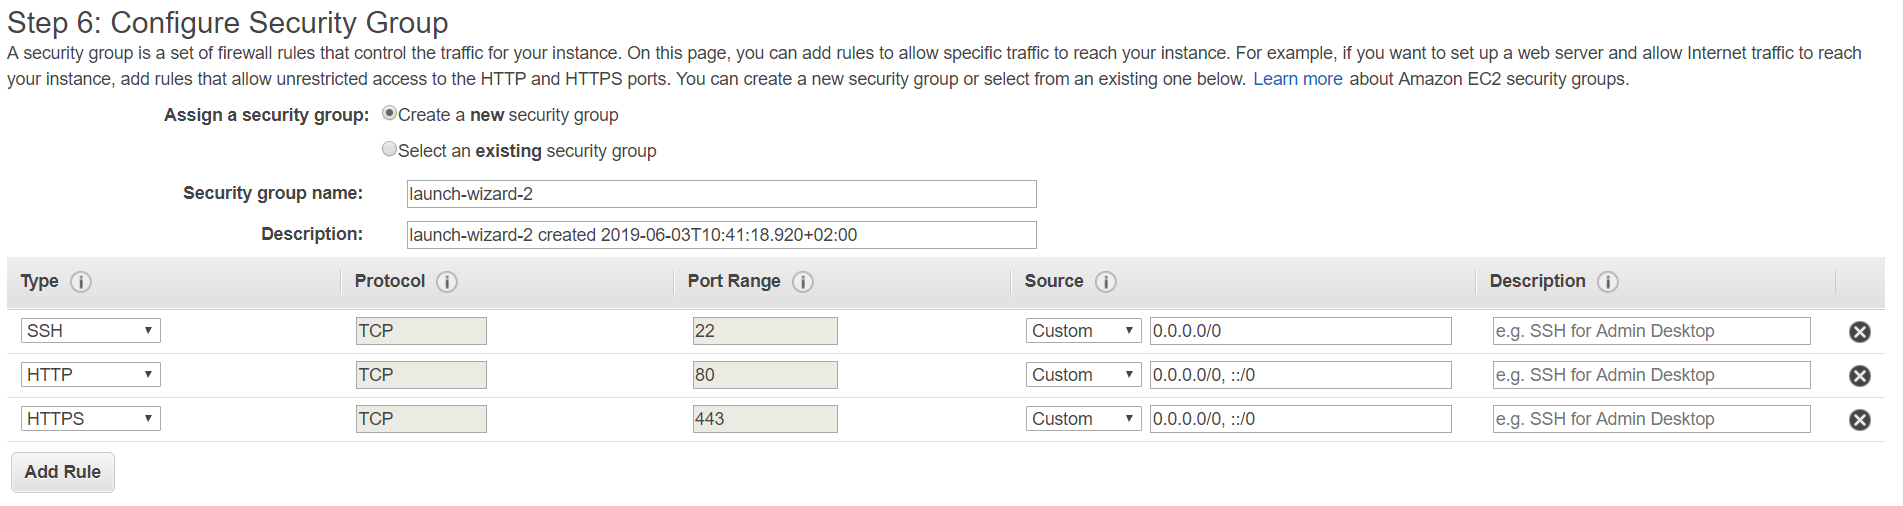 Step 6: Configure Security Group
A security group is a set of firewall rules that control the traffic for your instance. On this page, you can add rules to allow specific traffic to reach your instance. For example, if you want to set up a web server and allow Internet traffic to reach
your instance, add rules that allow unrestricted access to the HTTP and HTTPS ports. You can create a new security group or select from an existing one below. Learn more about Amazon EC2 security groups.
Assign a security group: Create a new security group
Select an existing security group
Security group name: launch-wizard-2
Description: launch-wizard-2 created 2019-06-03T10:41:18.920+02:00
Type i Protocol i Port Range i Source i Description i
SSH TCP 22 Custom 0.0.0.0/0 e.g. SSH for Admin Desktop
HTTP TCP 80 Custom 0.0.0.0/0, ::/0 e.g. SSH for Admin Desktop
HTTPS TCP 443 Custom 0.0.0.0/0, ::/0 e.g. SSH for Admin Desktop
Add Rule